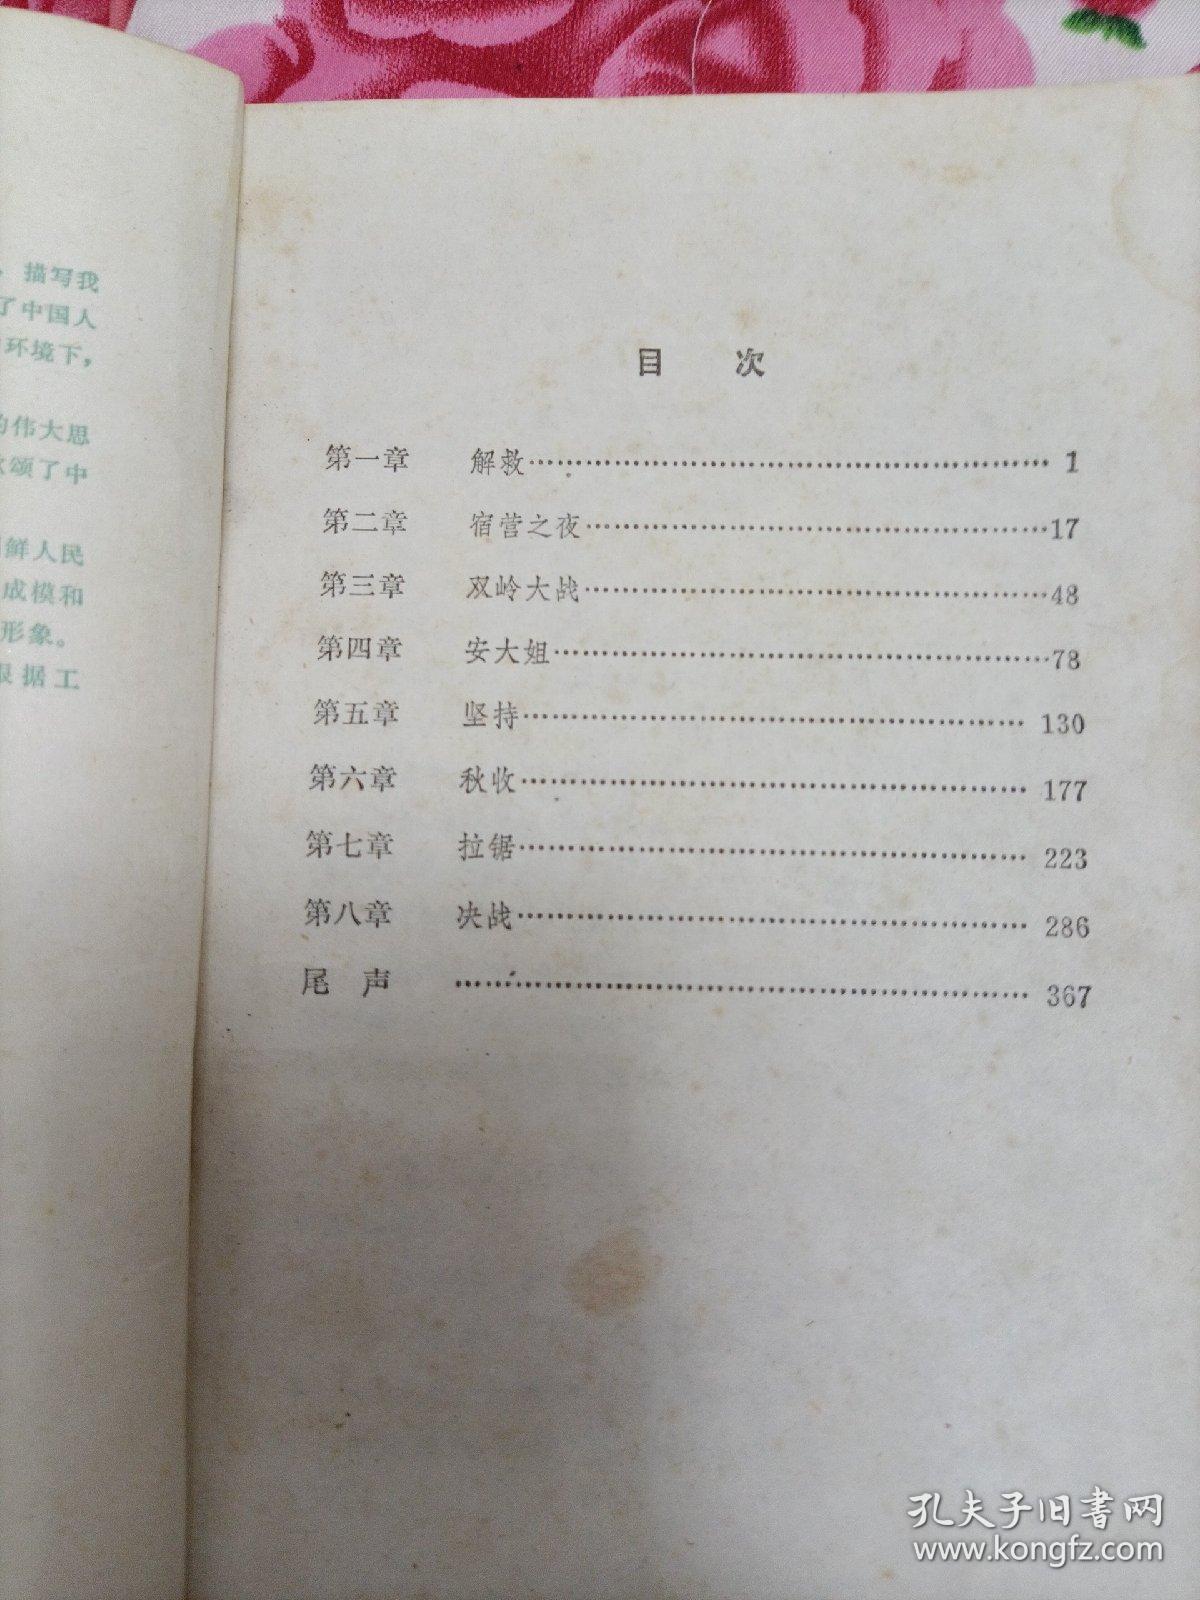 描写我
了中国人
环境下，
的伟大思
颂了中
鲜人民
成模和
形象。
根据工
目 次
第一章 解救…………………………………………1
第二章 宿营之夜……………………………………17
第三章 双岭大战……………………………………48
第四章 安大姐………………………………………78
第五章 坚持………………………………………130
第六章 秋收………………………………………177
第七章 拉锯………………………………………223
第八章 决战………………………………………286
尾 声 ……………………………………………367
孔夫子旧书网
www.kongfz.com